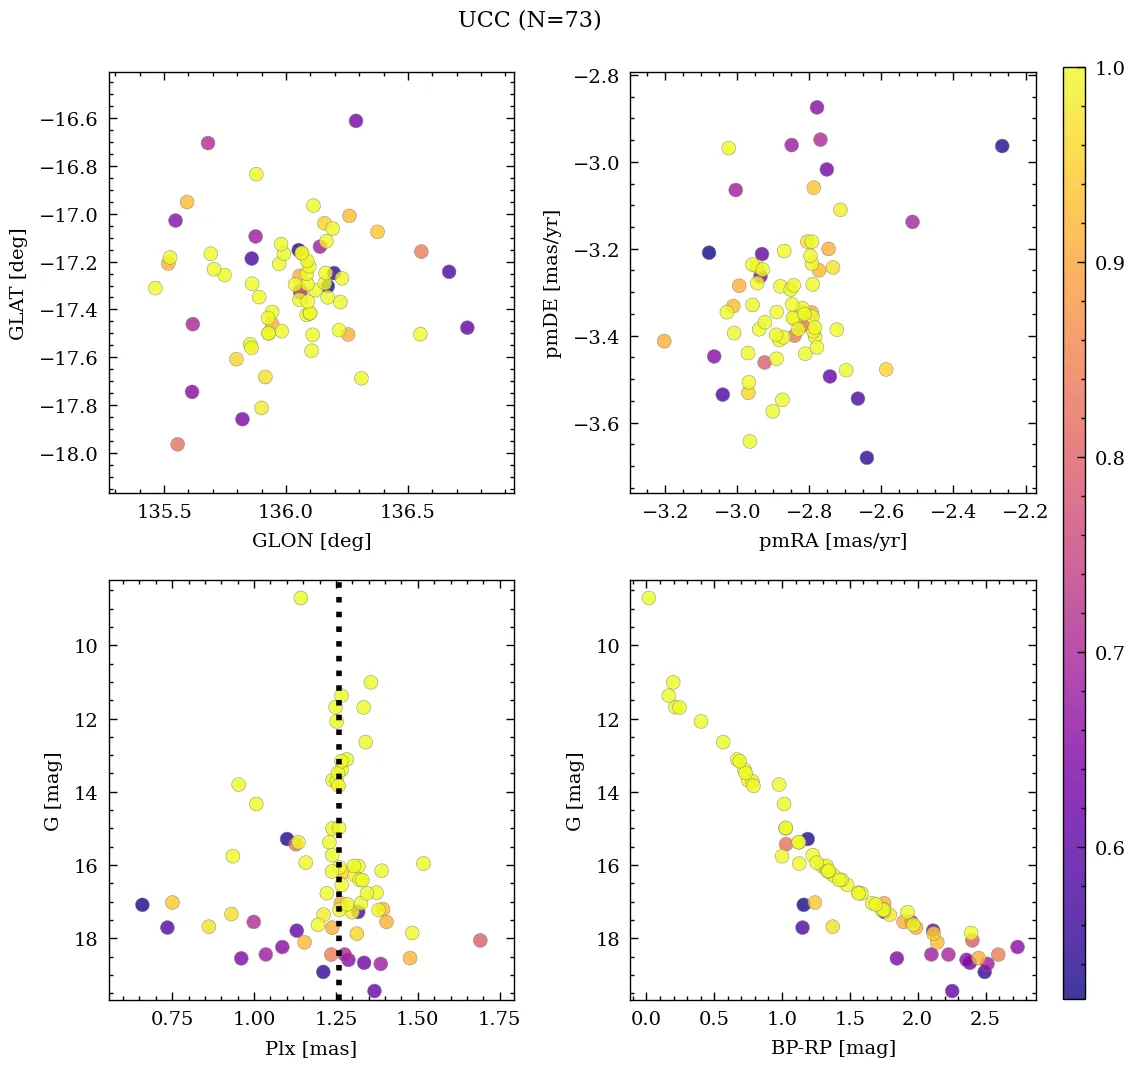 UCC (N=73)
−16.6
−16.8
−17.0
−17.2
−17.4
−17.6
−17.8
−18.0
GLAT [deg]
135.5 136.0 136.5
GLON [deg]
−2.8
−3.0
−3.2
−3.4
−3.6
pmDE [mas/yr]
−3.2 −3.0 −2.8 −2.6 −2.4 −2.2
pmRA [mas/yr]
1.0
0.9
0.8
0.7
0.6
10
12
14
16
18
G [mag]
0.75 1.00 1.25 1.50 1.75
Plx [mas]
10
12
14
16
18
G [mag]
0.0 0.5 1.0 1.5 2.0 2.5
BP-RP [mag]